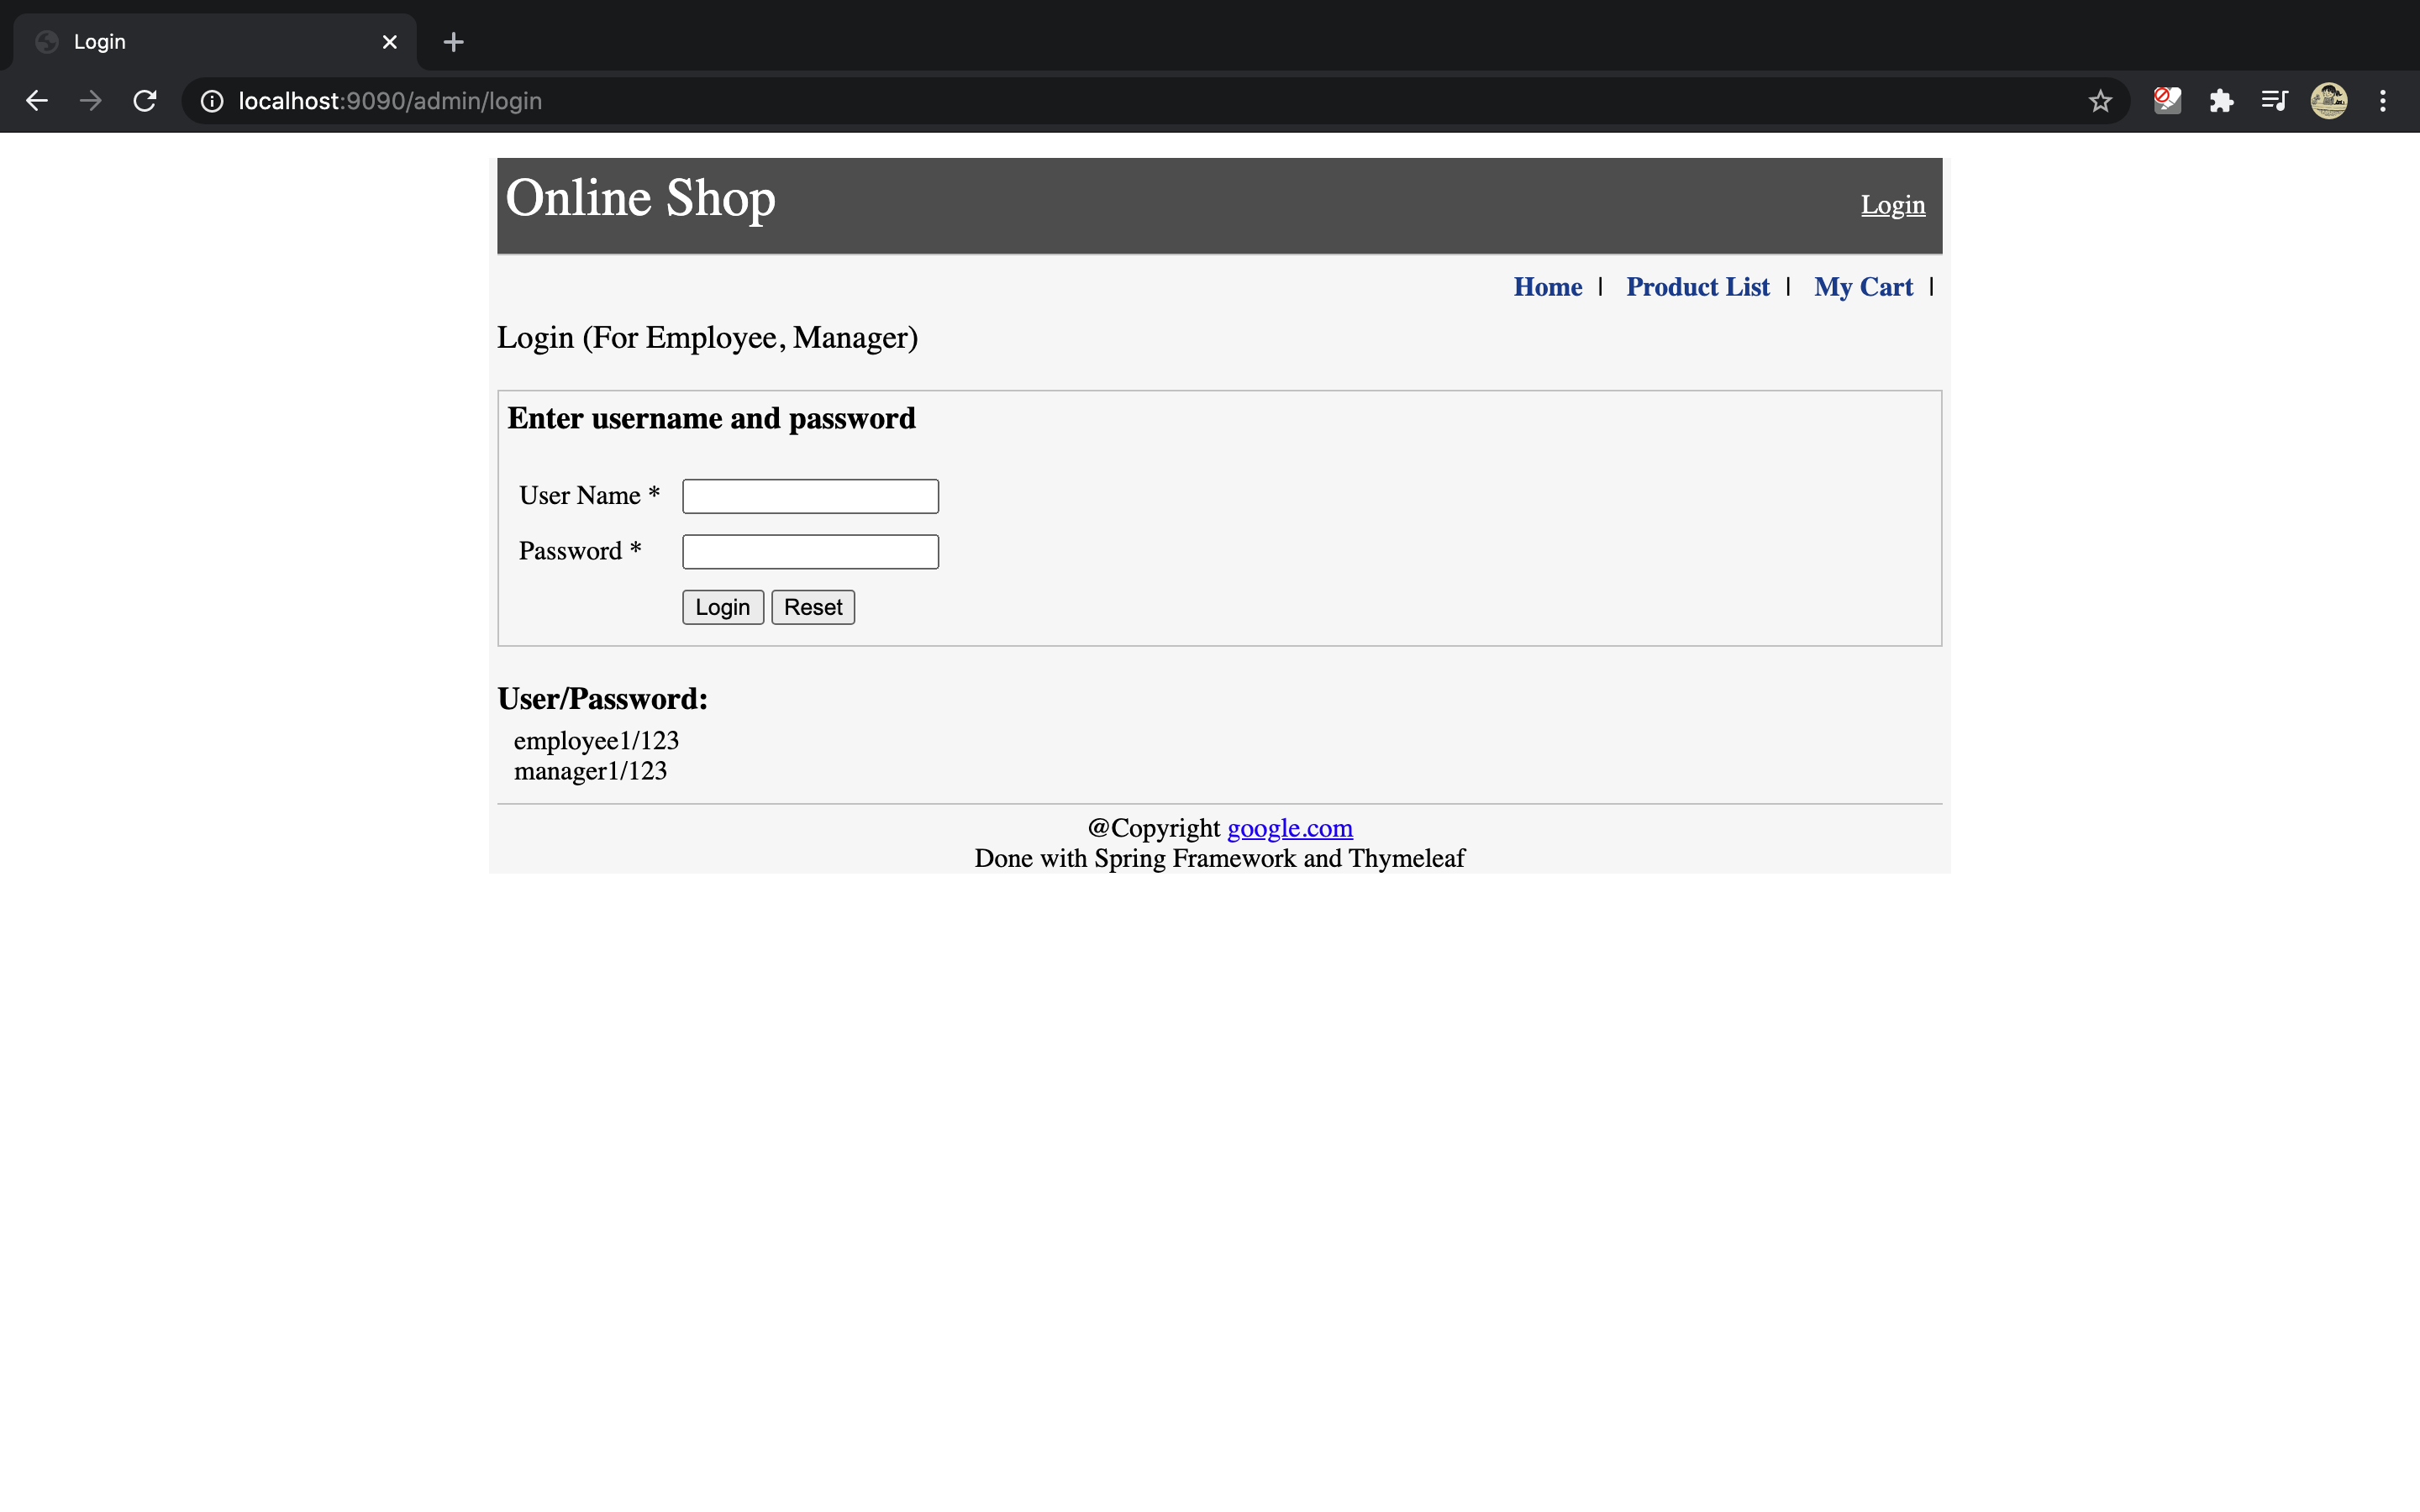 Login
localhost:9090/admin/login
Online Shop
Login
Home | Product List | My Cart |
Login (For Employee, Manager)
Enter username and password
User Name *
Password *
Login Reset
User/Password:
employee1/123
manager1/123
@Copyright google.com
Done with Spring Framework and Thymeleaf